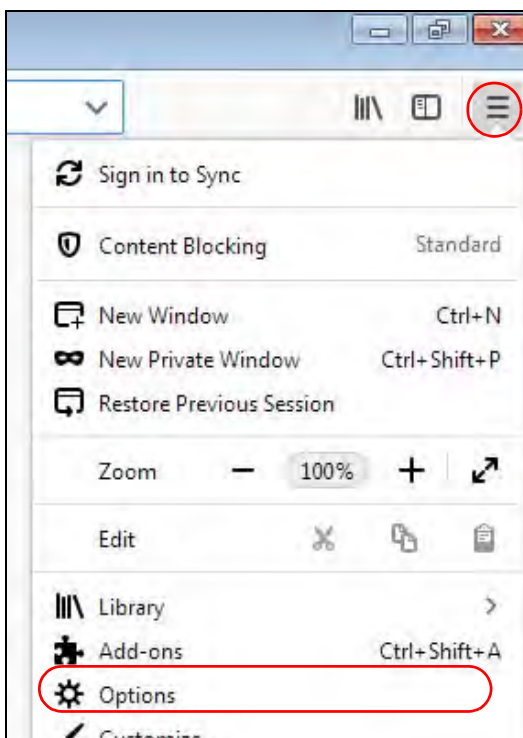 Sign in to Sync
Content Blocking Standard
New Window Ctrl+N
New Private Window Ctrl+Shift+P
Restore Previous Session
Zoom 100%
Edit
Library
Add-ons Ctrl+Shift+A
Options
Customize